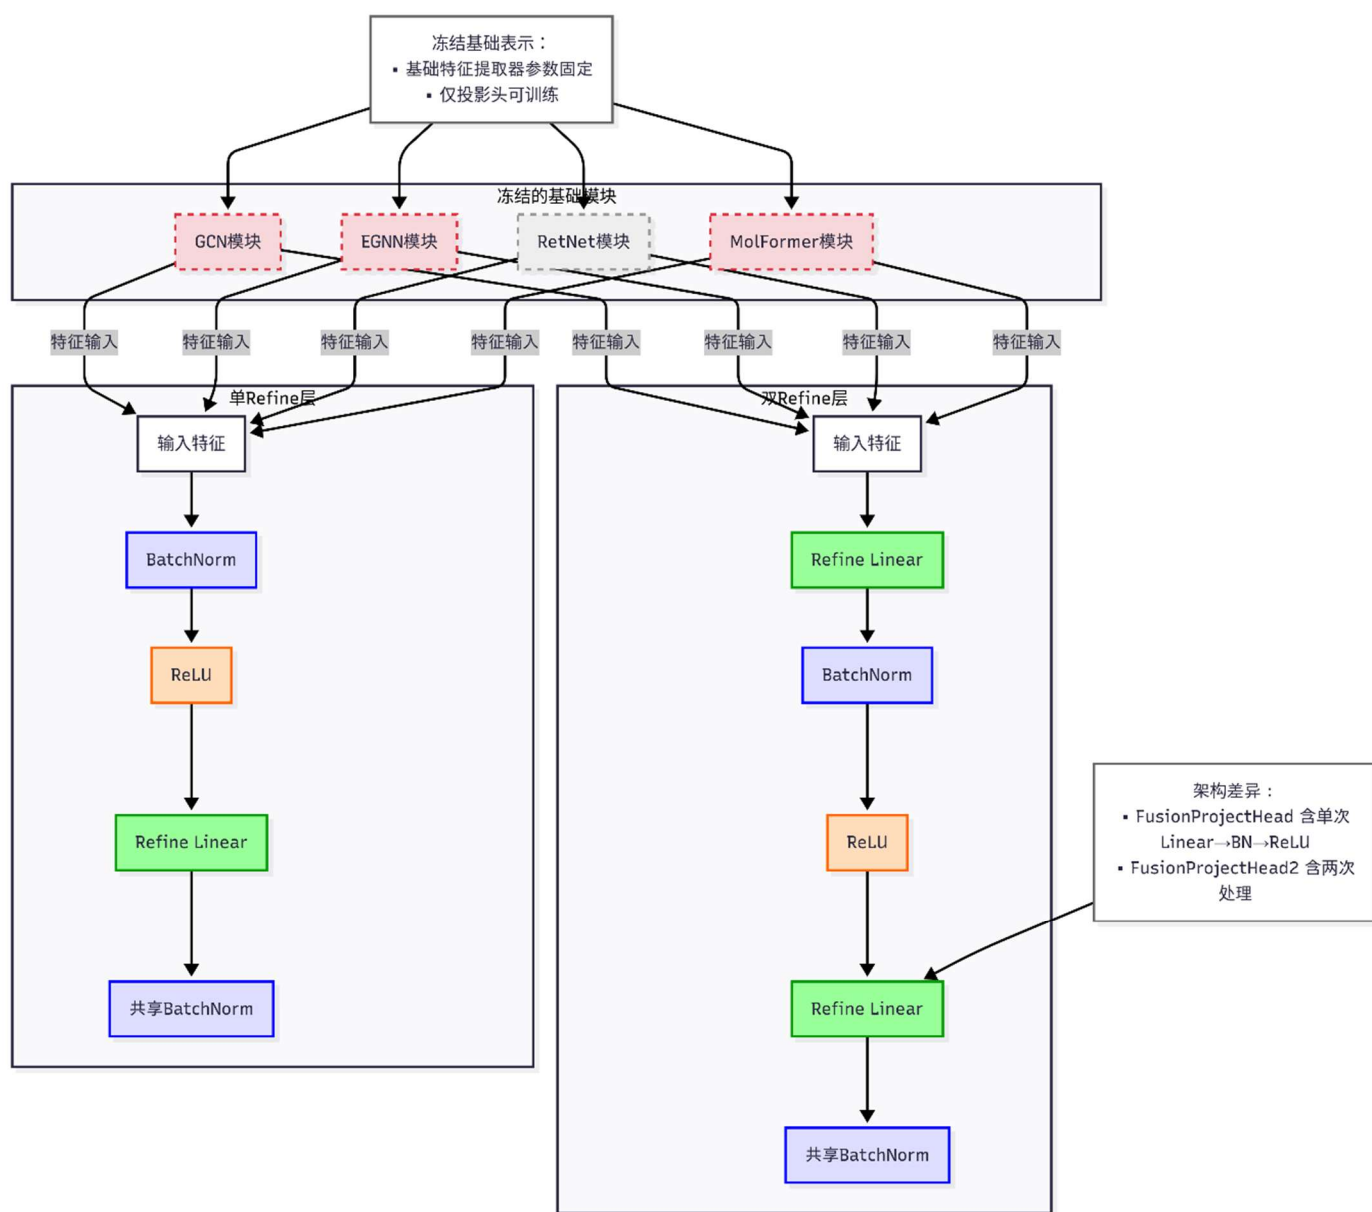 冻结基础表示：
▪ 基础特征提取器参数固定
▪ 仅投影头可训练
冻结的基础模块
GCN模块
EGNN模块
RetNet模块
MolFormer模块
特征输入
特征输入
特征输入
特征输入
特征输入
特征输入
特征输入
特征输入
单Refine层
输入特征
BatchNorm
ReLU
Refine Linear
共享BatchNorm
双Refine层
输入特征
Refine Linear
BatchNorm
ReLU
Refine Linear
共享BatchNorm
架构差异：
▪ FusionProjectHead 含单次
Linear→BN→ReLU
▪ FusionProjectHead2 含两次
处理